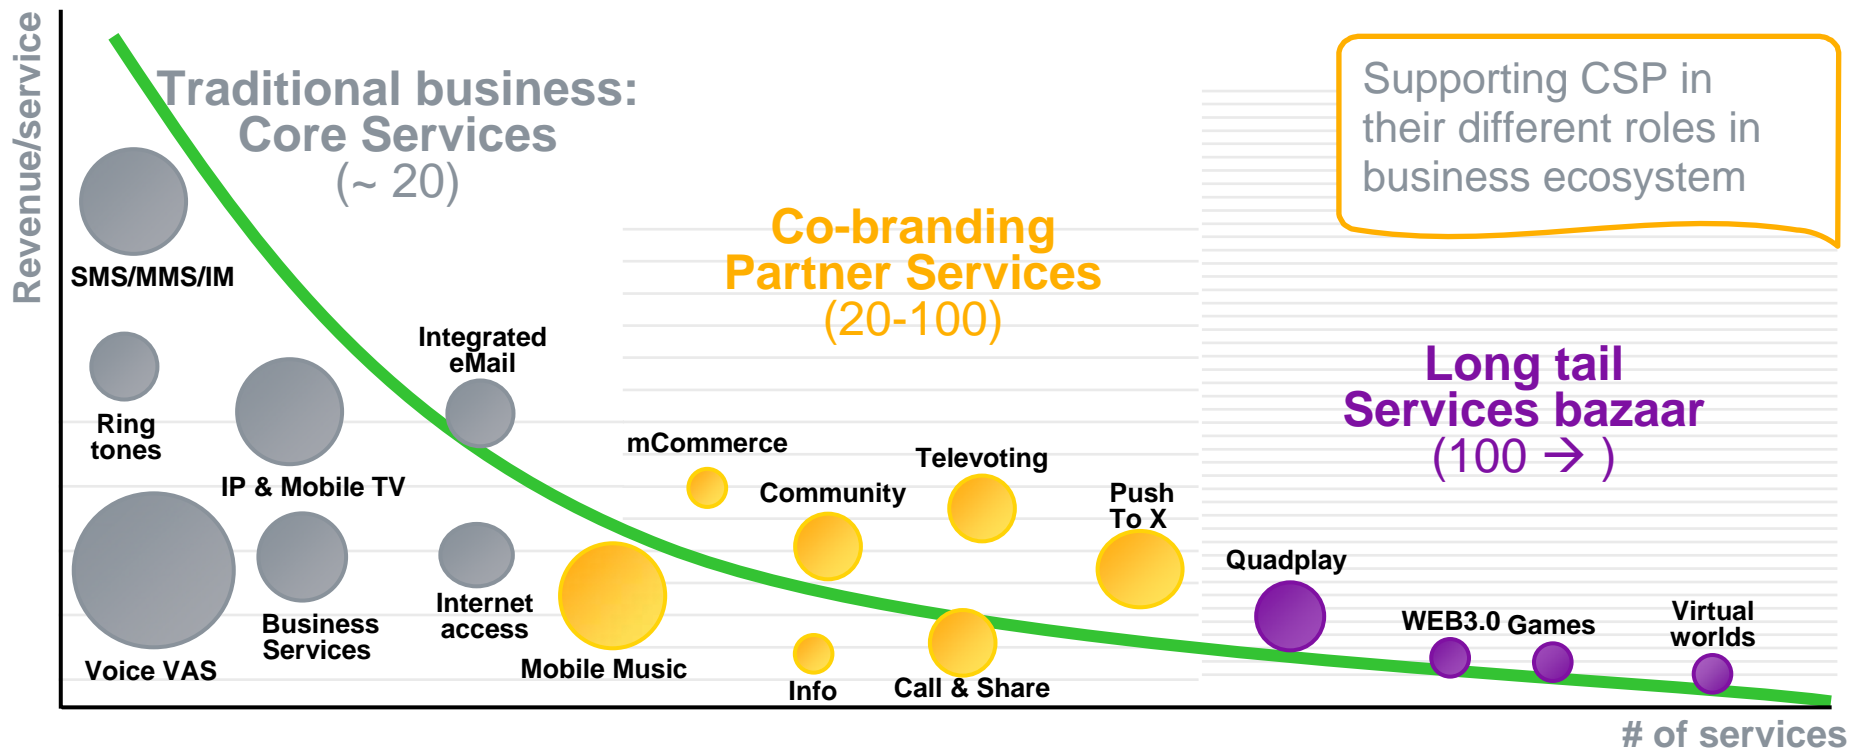 Revenue/service
Traditional business:
Core Services
(~ 20)
Supporting CSP in
their different roles in
business ecosystem
SMS/MMS/IM
Co-branding
Partner Services
(20-100)
Integrated
eMail
Long tail
Services bazaar
(100 → )
Ring
tones
IP & Mobile TV
mCommerce
Community
Televoting
Push
To X
Quadplay
Voice VAS
Business
Services
Internet
access
Mobile Music
Info
Call & Share
WEB3.0
Games
Virtual
worlds
# of services